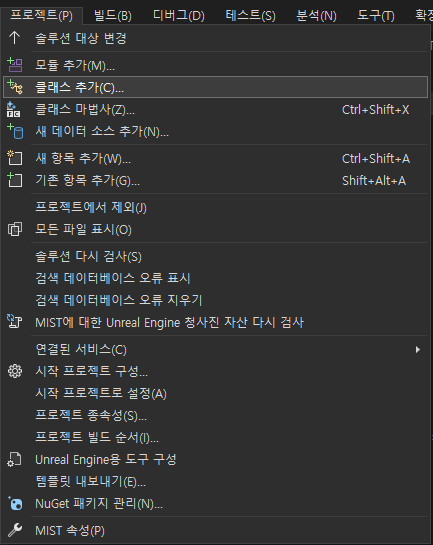 프로젝트(P) 빌드(B) 디버그(D) 테스트(S) 분석(N) 도구(T)
솔루션 대상 변경
모듈 추가(M)...
클래스 추가(C)...
클래스 마법사(Z)... Ctrl+Shift+X
새 데이터 소스 추가(N)...
새 항목 추가(W)... Ctrl+Shift+A
기존 항목 추가(G)... Shift+Alt+A
프로젝트에서 제외(J)
모든 파일 표시(O)
솔루션 다시 검사(S)
검색 데이터베이스 오류 표시
검색 데이터베이스 오류 지우기
MIST에 대한 Unreal Engine 청사진 자산 다시 검사
연결된 서비스(C)
시작 프로젝트 구성...
시작 프로젝트로 설정(A)
프로젝트 종속성(S)...
프로젝트 빌드 순서(I)...
Unreal Engine용 도구 구성
템플릿 내보내기(E)...
NuGet 패키지 관리(N)...
MIST 속성(P)